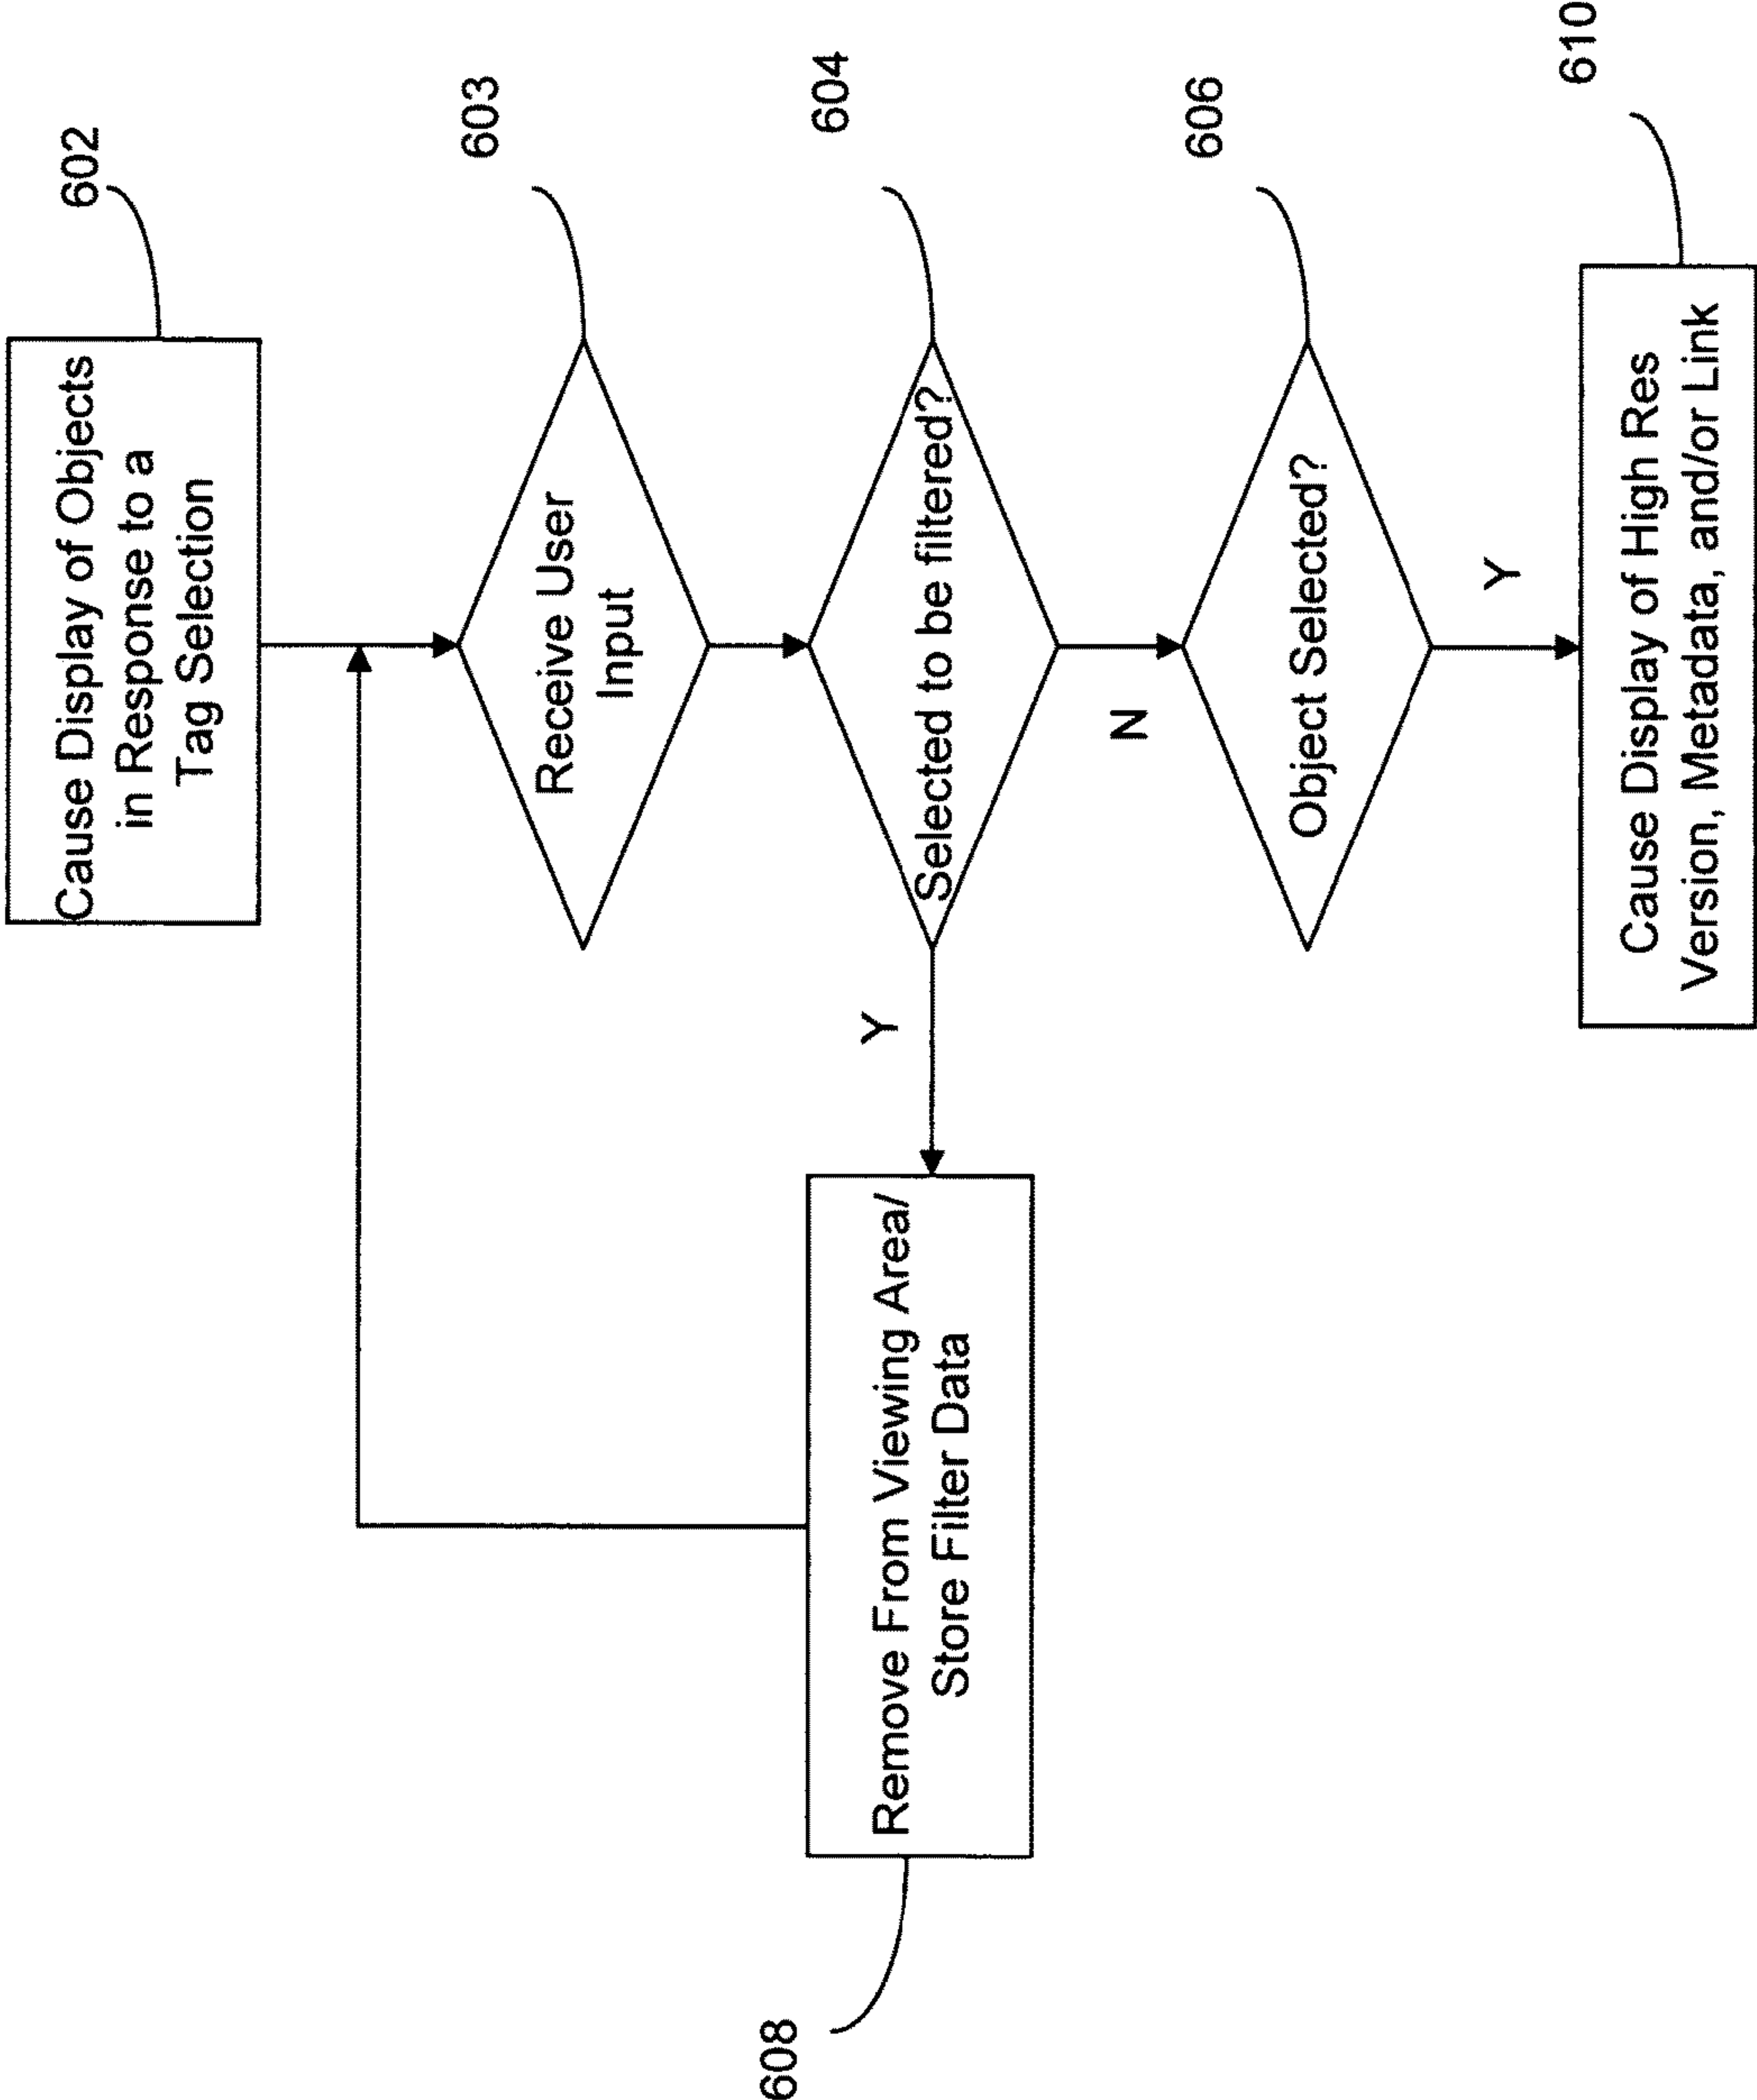 602
Cause Display of Objects
in Response to a
Tag Selection
603
Receive User
Input
604
Selected to be filtered?
Y
N
608
Remove From Viewing Area/
Store Filter Data
606
Object Selected?
Y
610
Cause Display of High Res
Version, Metadata, and/or Link